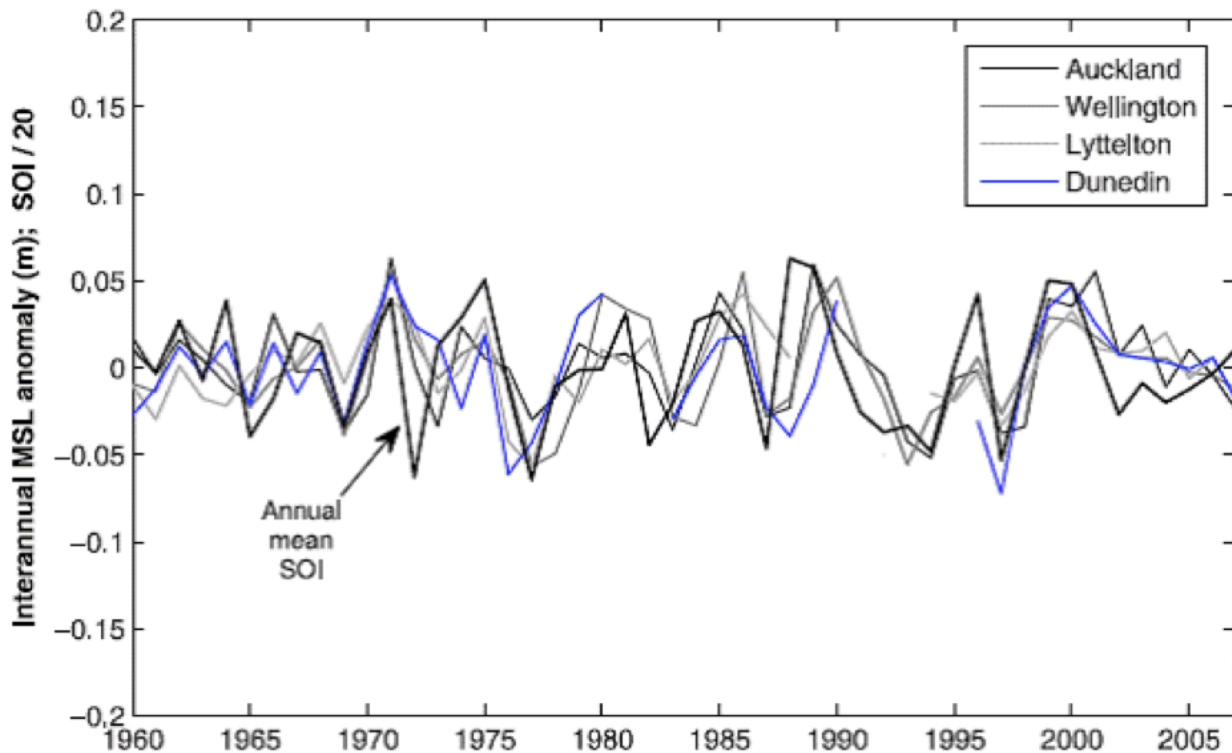 Interannual MSL anomaly (m);  SOI / 20
0.2
0.15
0.1
0.05
0
−0.05
−0.1
−0.15
−0.2
Auckland
Wellington
Lyttelton
Dunedin
Annual
mean
SOI
1960 1965 1970 1975 1980 1985 1990 1995 2000 2005